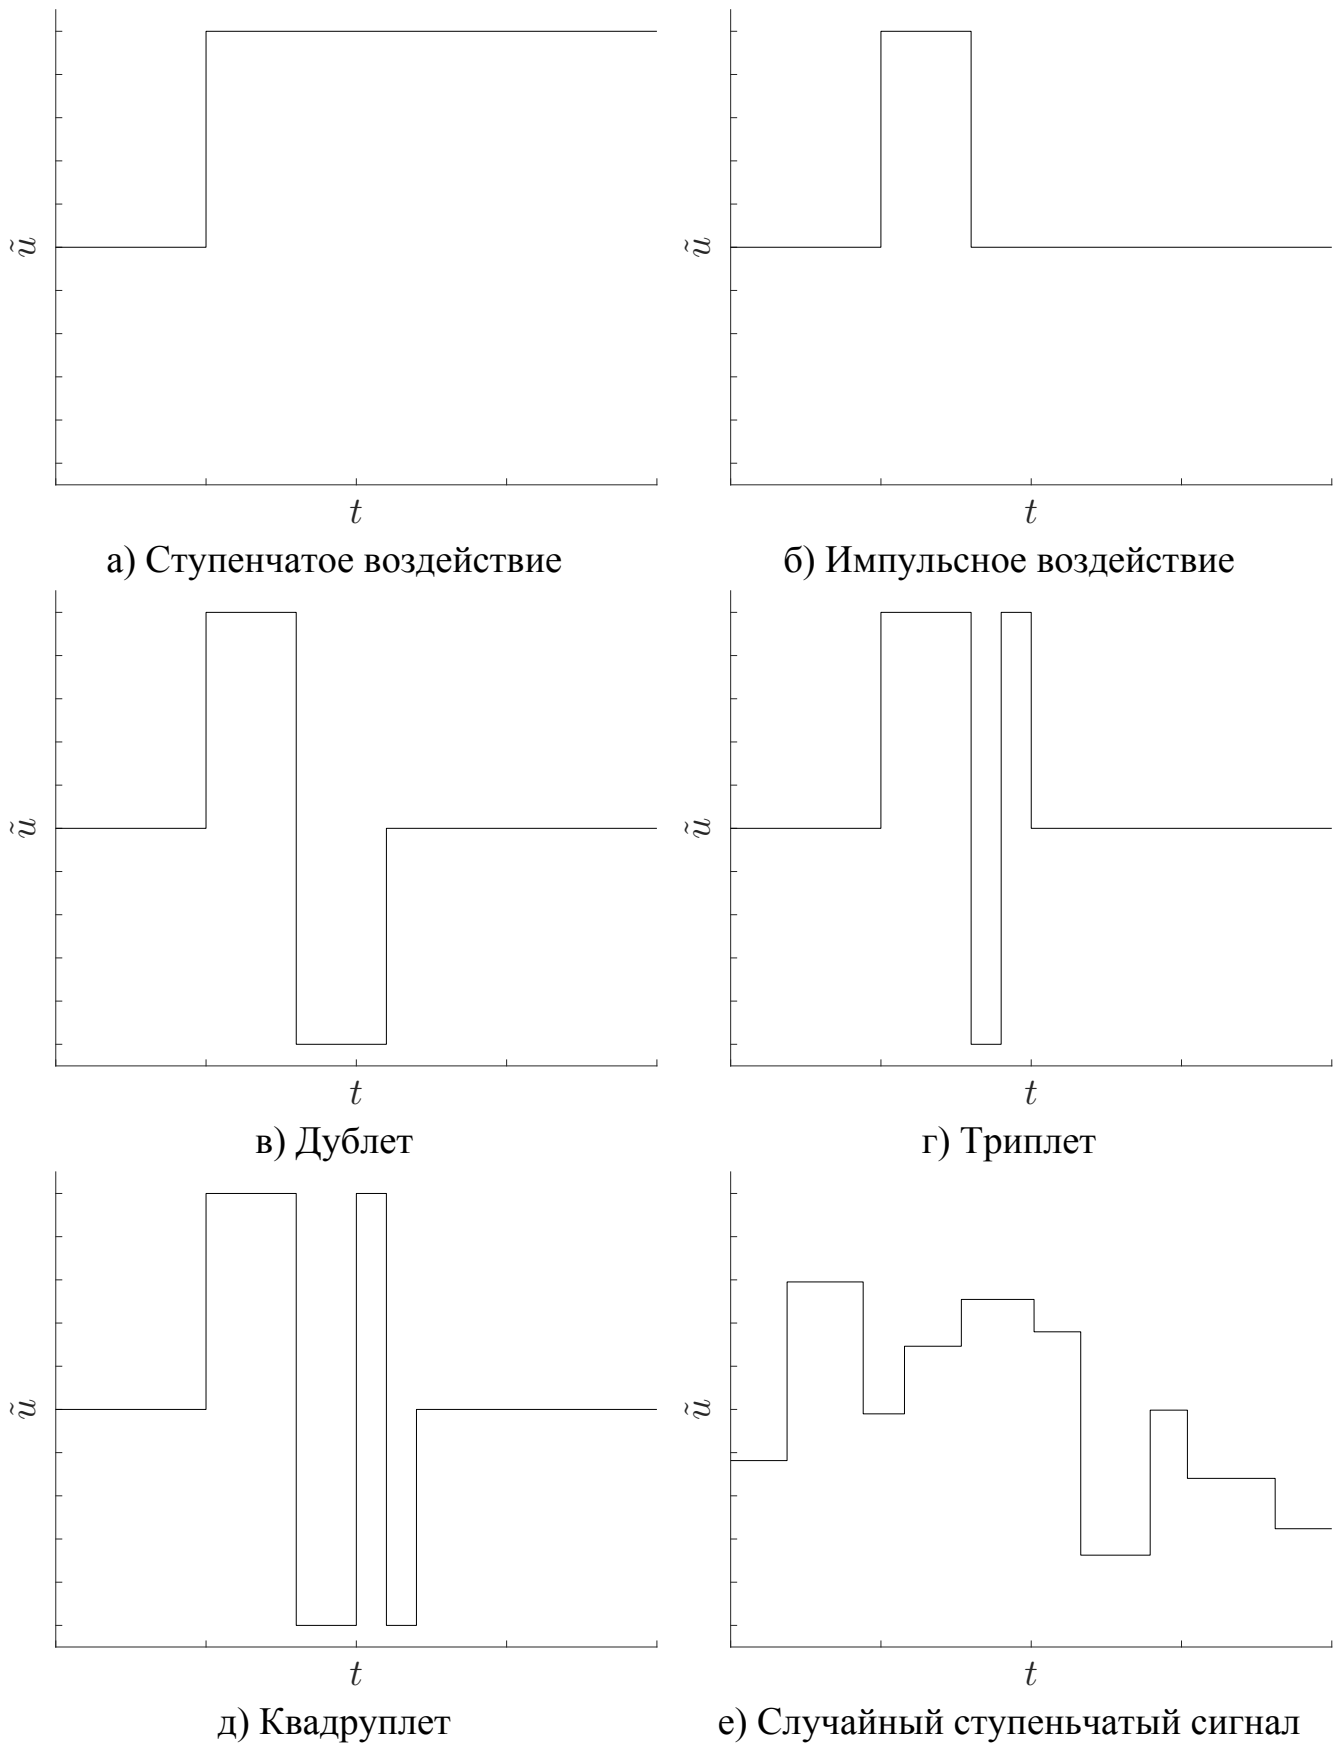 ũ ũ
t t
а) Ступенчатое воздействие б) Импульсное воздействие
ũ ũ
t t
в) Дублет г) Триплет
ũ ũ
t t
д) Квадруплет е) Случайный ступеньчатый сигнал